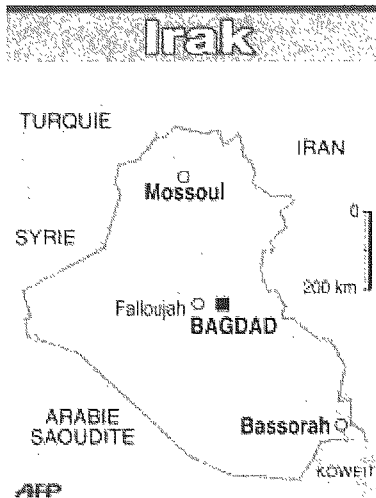 Irak
TURQUIE
IRAN
Mossoul
0
SYRIE
200 km
Falloujah
BAGDAD
ARABIE
SAOUDITE
Bassorah
KOWEIT
AFP